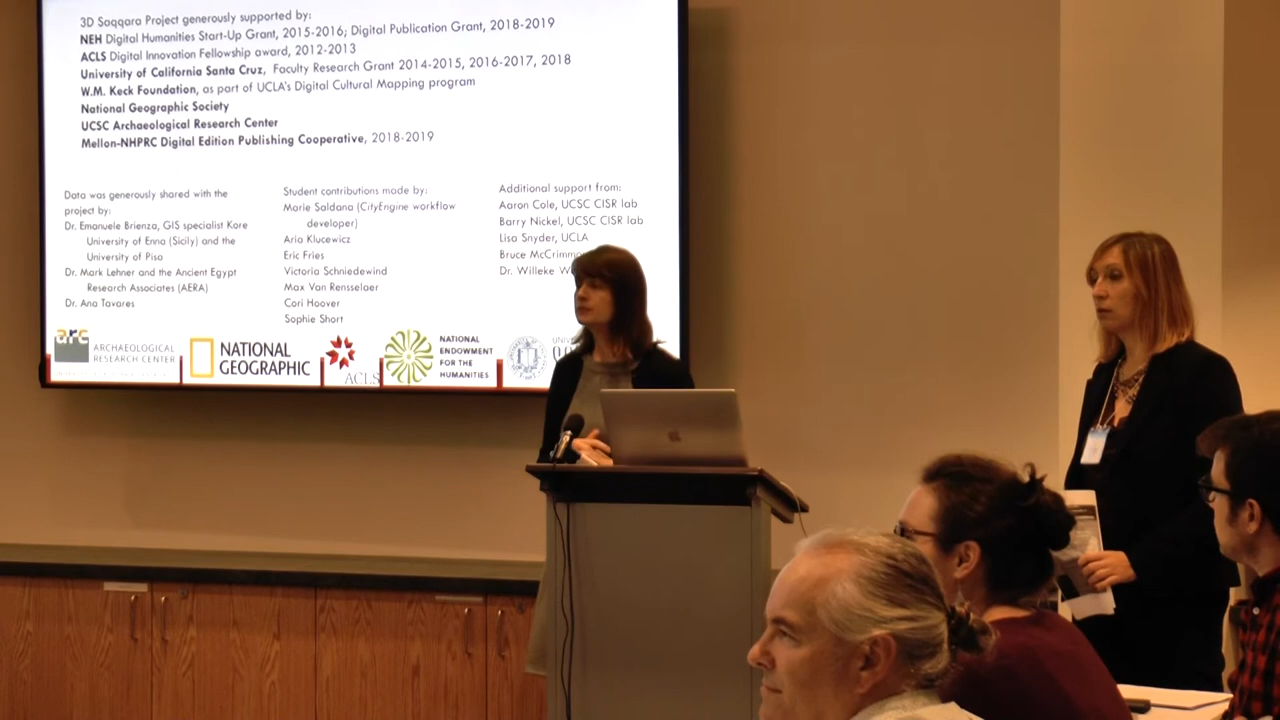 3D Saqqara Project generously supported by:
NEH Digital Humanities Start-Up Grant, 2015-2016; Digital Publication Grant, 2018-2019
ACLS Digital Innovation Fellowship award, 2012-2013
University of California Santa Cruz, Faculty Research Grant 2014-2015, 2016-2017, 2018
W.M. Keck Foundation, as part of UCLA's Digital Cultural Mapping program
National Geographic Society
UCSC Archaeological Research Center
Mellon-NHPRC Digital Edition Publishing Cooperative, 2018-2019
Data was generously shared with the
project by:
Dr. Emanuele Brienza, GIS specialist Kore
University of Enna (Sicily) and the
University of Pisa
Dr. Mark Lehner and the Ancient Egypt
Research Associates (AERA)
Dr. Ana Tavares
Student contributions made by:
Marie Saldana (CityEngine workflow
developer)
Aria Klucewicz
Eric Fries
Victoria Schniedewind
Max Van Rensselaer
Cori Hoover
Sophie Short
Additional support from:
Aaron Cole, UCSC CISR lab
Barry Nickel, UCSC CISR lab
Lisa Snyder, UCLA
Bruce
Dr. Willeke
arc
ARCHAEOLOGICAL
RESEARCH CENTER
NATIONAL
GEOGRAPHIC
ACLS
NATIONAL
ENDOWMENT
FOR THE
HUMANITIES